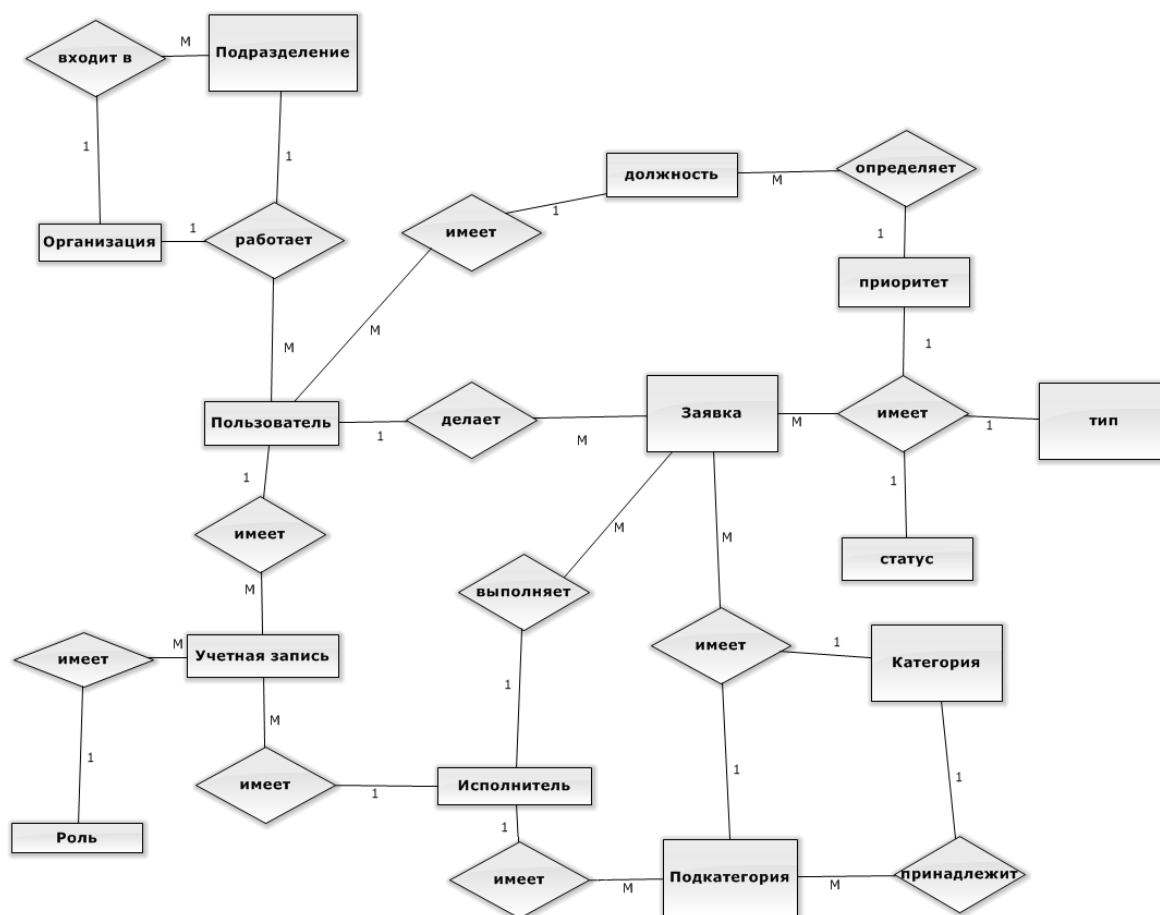 Подразделение
М
входит в
1
1
Организация
1
работает
М
должность
М
определяет
1
имеет
1
приоритет
М
1
Пользователь
1
делает
М
Заявка
М
имеет
1
тип
1
статус
1
имеет
М
М
выполняет
М
имеет
1
Категория
имеет
М
Учетная запись
1
Роль
М
имеет
1
1
Исполнитель
1
имеет
М
1
Подкатегория
М
1
принадлежит